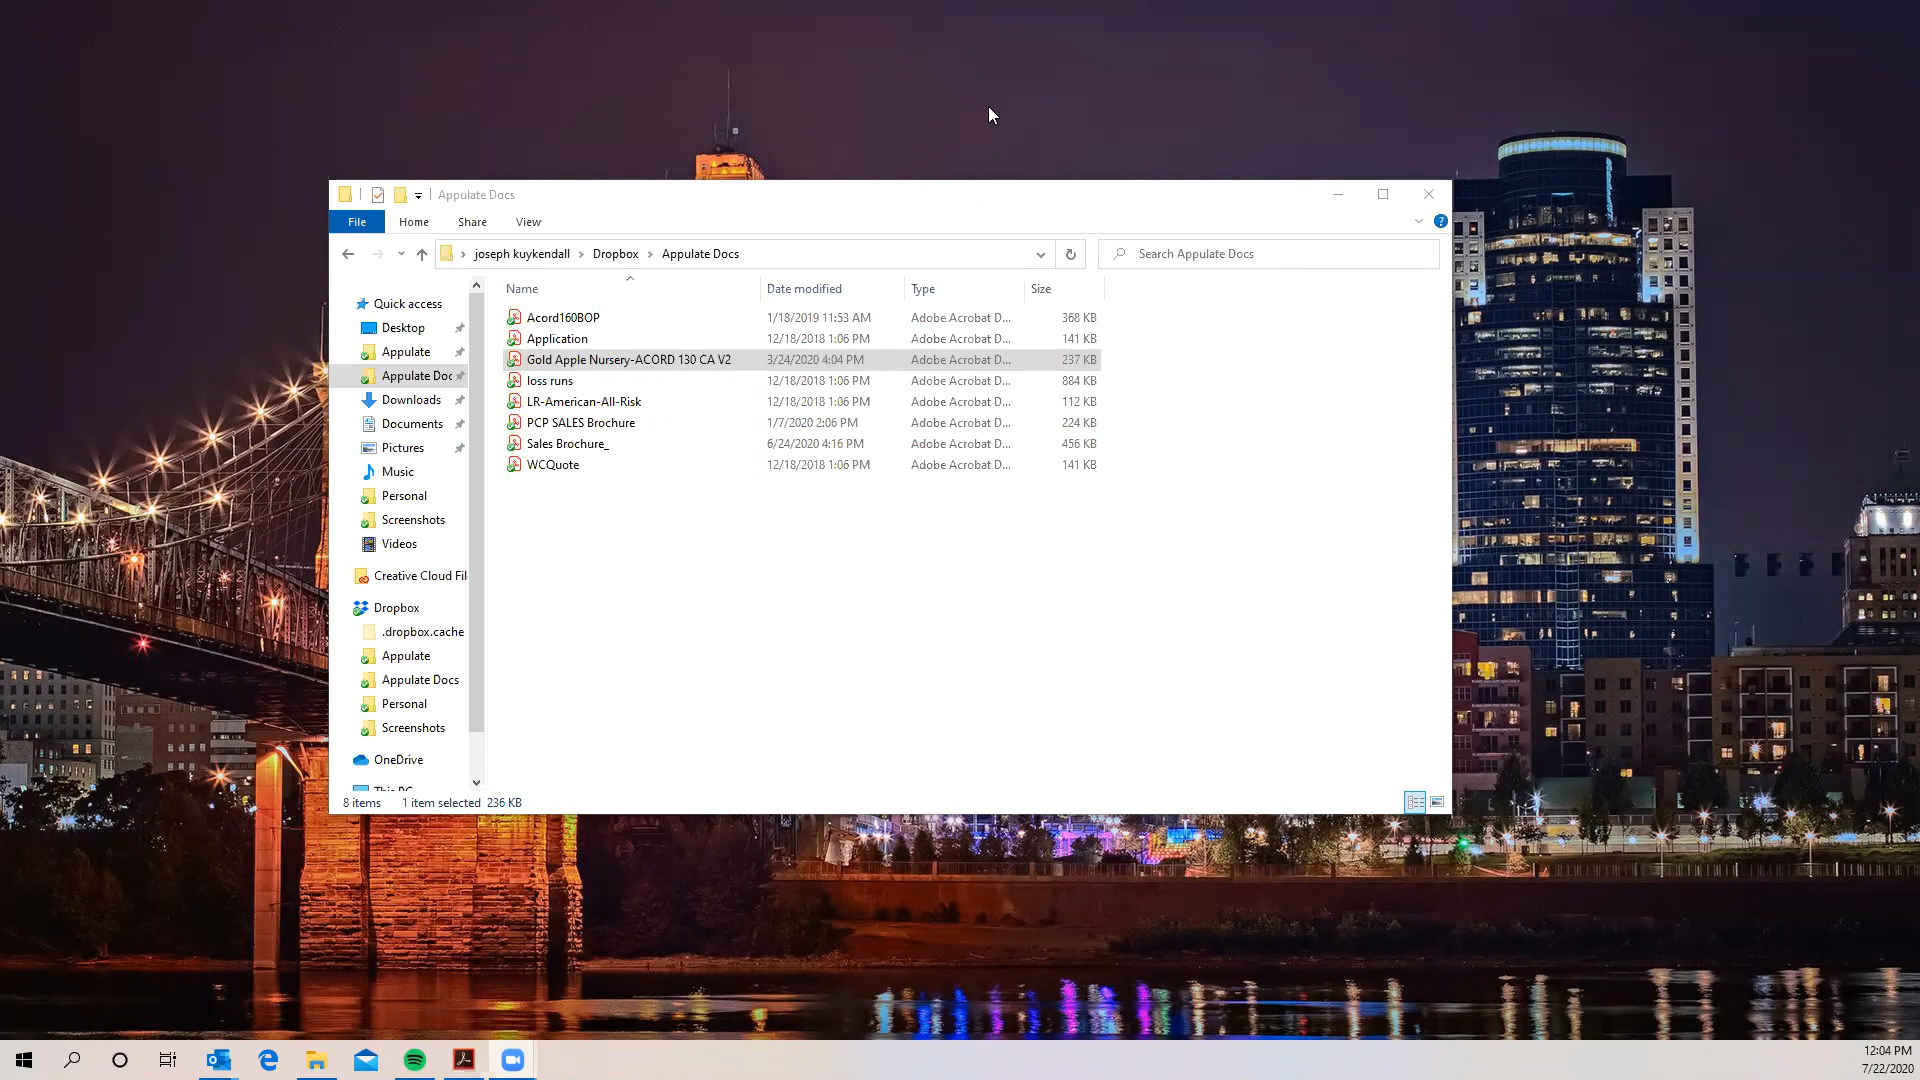 Appulate Docs
File Home Share View
joseph kuykendall > Dropbox > Appulate Docs Search Appulate Docs
Name Date modified Type Size
Acord160BOP 1/18/2019 11:53 AM Adobe Acrobat D... 368 KB
Application 12/18/2018 1:06 PM Adobe Acrobat D... 141 KB
Gold Apple Nursery-ACORD 130 CA V2 3/24/2020 4:04 PM Adobe Acrobat D... 237 KB
loss runs 12/18/2018 1:06 PM Adobe Acrobat D... 884 KB
LR-American-All-Risk 12/18/2018 1:06 PM Adobe Acrobat D... 112 KB
PCP SALES Brochure 1/7/2020 2:06 PM Adobe Acrobat D... 224 KB
Sales Brochure_ 6/24/2020 4:16 PM Adobe Acrobat D... 456 KB
WCQuote 12/18/2018 1:06 PM Adobe Acrobat D... 141 KB
Quick access
Desktop
Appulate
Appulate Doc
Downloads
Documents
Pictures
Music
Personal
Screenshots
Videos
Creative Cloud Fil
Dropbox
.dropbox.cache
Appulate
Appulate Docs
Personal
Screenshots
OneDrive
This PC
8 items 1 item selected 236 KB
12:04 PM
7/22/2020